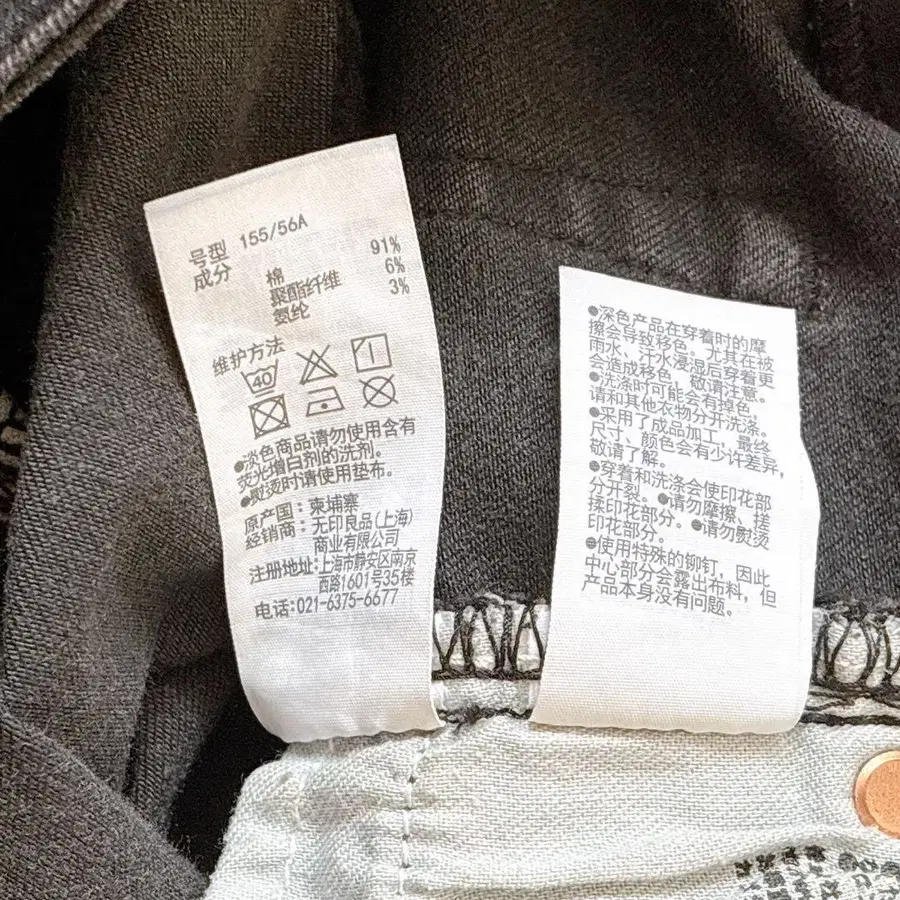 号型 155/56A
成分
棉 91%
聚酯纤维 6%
氨纶 3%
维护方法
40
●淡色商品请勿使用含有
荧光增白剂的洗剂。
●熨烫时请使用垫布。
原产国：柬埔寨
经销商：无印良品(上海)
商业有限公司
注册地址:上海市静安区南京
西路1601号35楼
电话:021-6375-6677
●深色产品在穿着时的摩
擦会导致移色。尤其在被
雨水、汗水浸湿后穿着更
会造成移色，敬请注意。
●洗涤时可能会有掉色。
请和其他衣物分开洗涤。
●采用了成品加工，最终
尺寸、颜色会有少许差异，
敬请了解。
●穿着和洗涤会使印花部
分开裂。●请勿摩擦、搓
揉印花部分。●请勿熨烫
印花部分。
●使用特殊的铆钉，因此
中心部分会露出布料，但
产品本身没有问题。